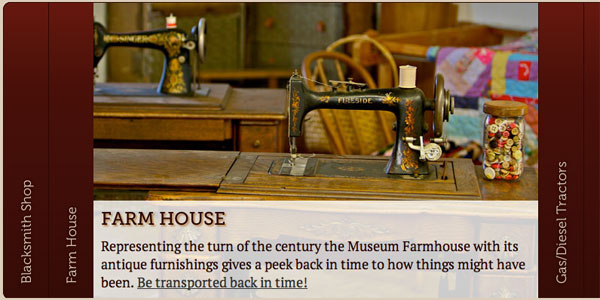 Blacksmith Shop
Farm House
FIRESIDE
FARM HOUSE
Representing the turn of the century the Museum Farmhouse with its
antique furnishings gives a peek back in time to how things might have
been. Be transported back in time!
Gas/Diesel Tractors